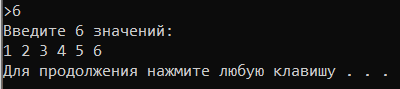 >6
Введите 6 значений:
1 2 3 4 5 6
Для продолжения нажмите любую клавишу . . .